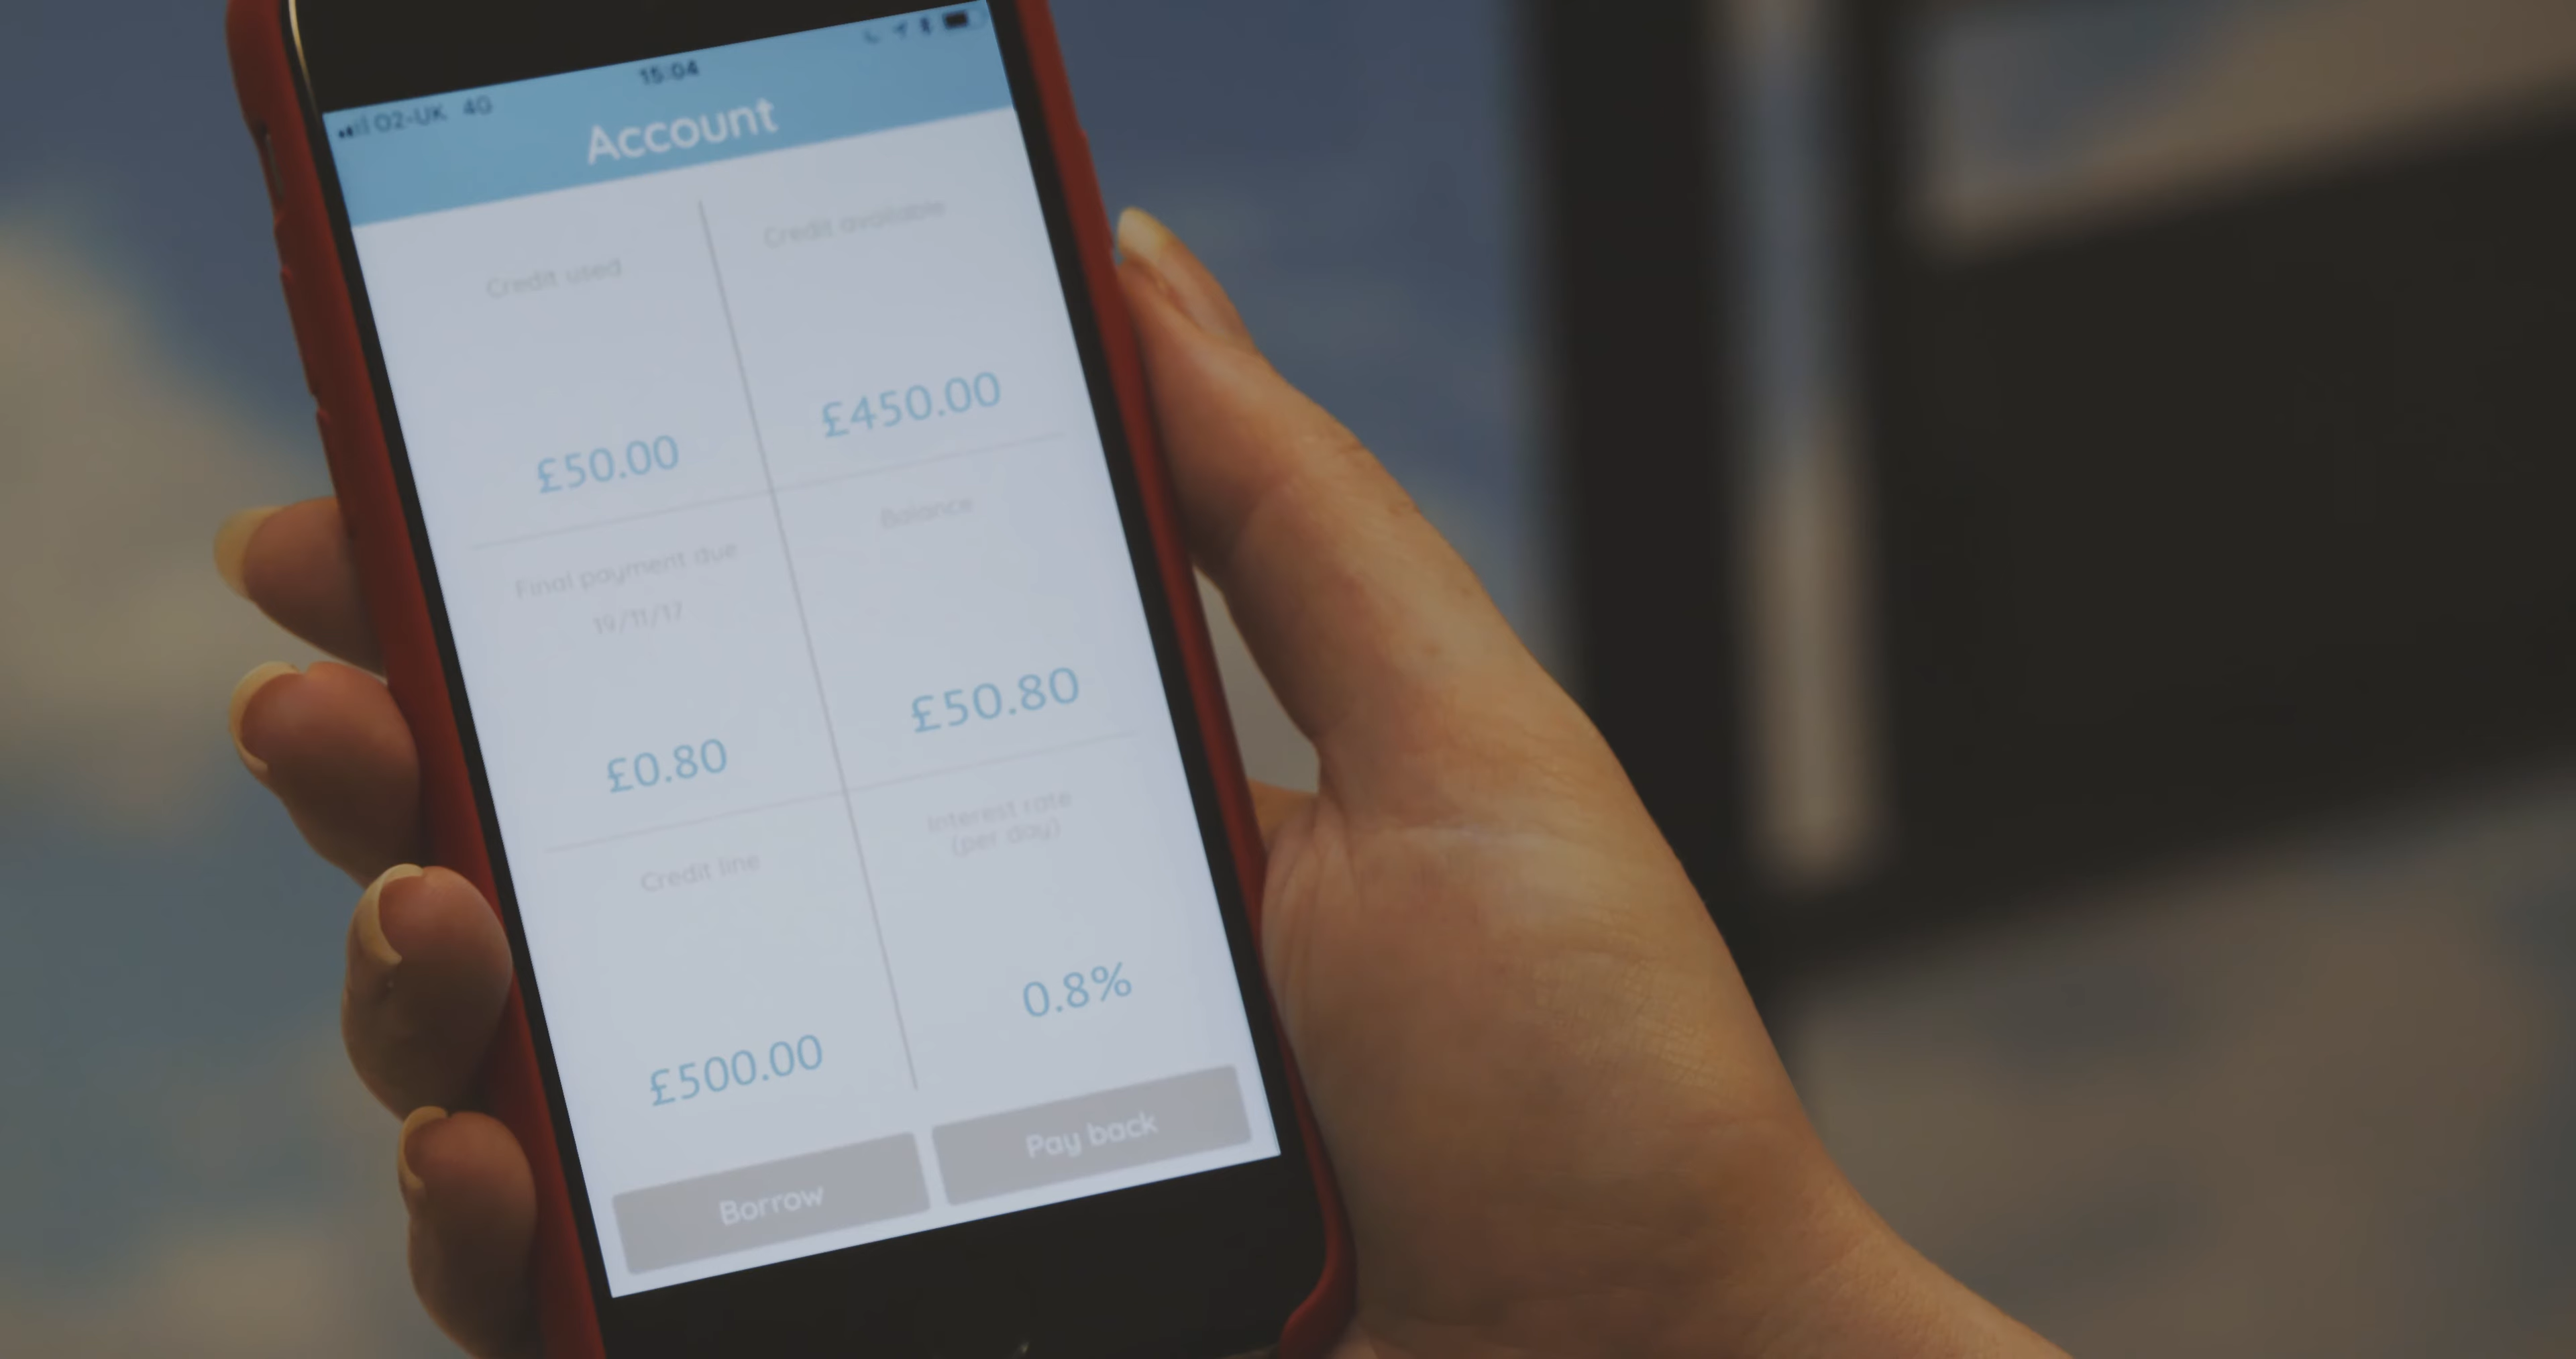 O2-UK 4G 15:04
Account
Credit used
£50.00
Credit available
£450.00
Final payment due
19/11/17
£0.80
Balance
£50.80
Credit line
£500.00
Interest rate
(per day)
0.8%
Borrow
Pay back